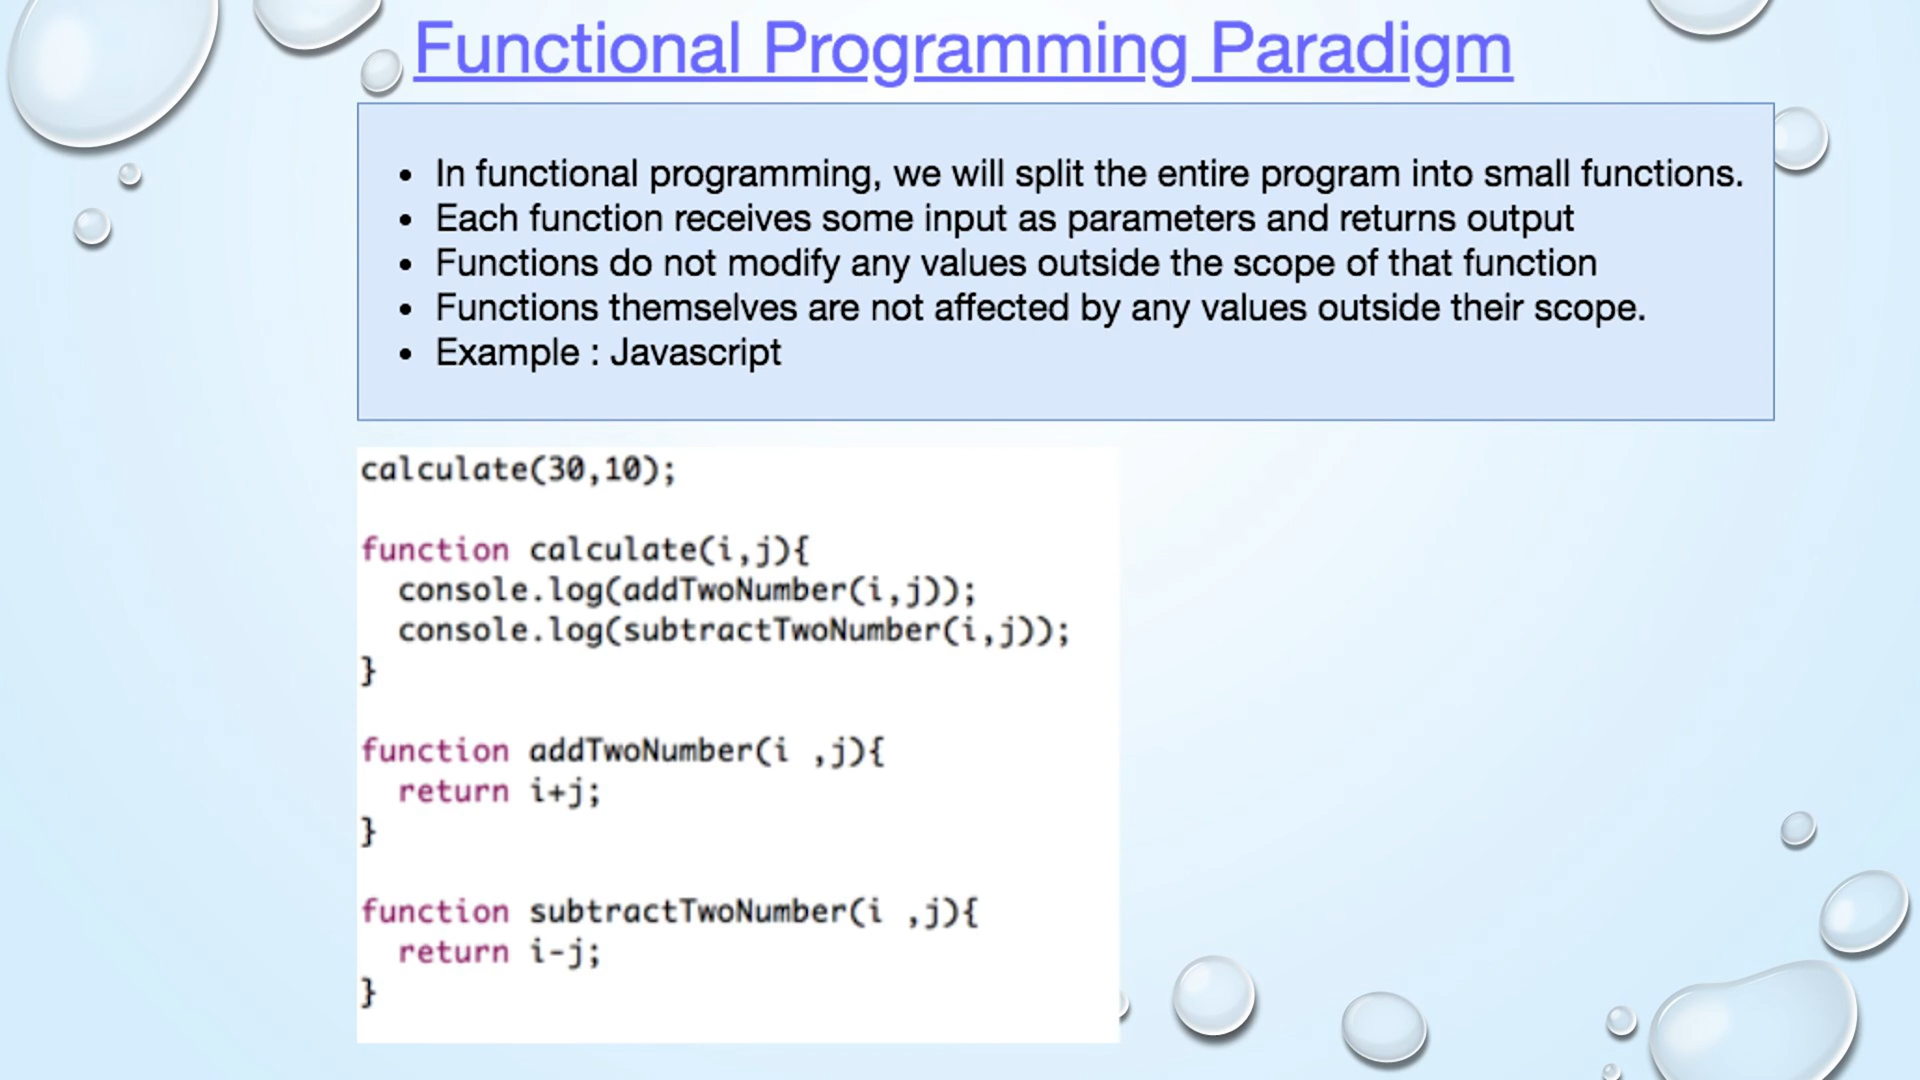 Functional Programming Paradigm
• In functional programming, we will split the entire program into small functions.
• Each function receives some input as parameters and returns output
• Functions do not modify any values outside the scope of that function
• Functions themselves are not affected by any values outside their scope.
• Example : Javascript
calculate(30,10);
function calculate(i,j){
  console.log(addTwoNumber(i,j));
  console.log(subtractTwoNumber(i,j));
}
function addTwoNumber(i ,j){
  return i+j;
}
function subtractTwoNumber(i ,j){
  return i-j;
}